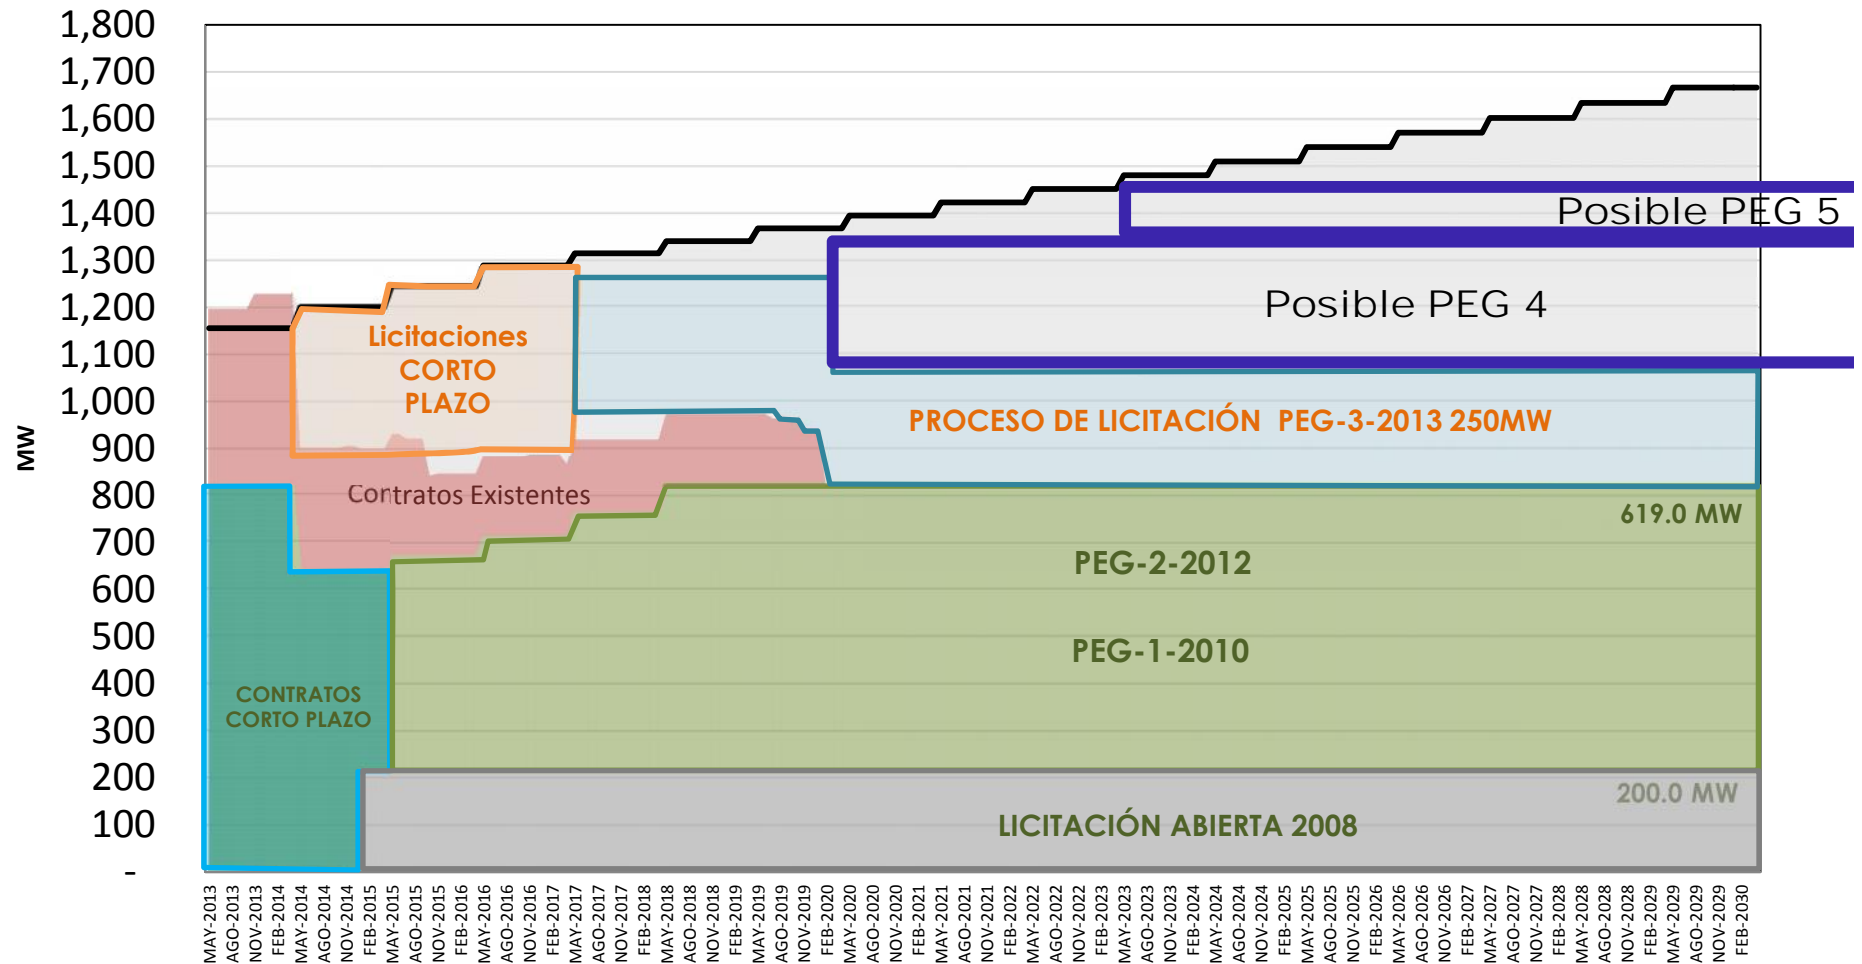 1,800
1,700
1,600
1,500
1,400
1,300
1,200
1,100
1,000
900
800
700
600
500
400
300
200
100
-
MW
Posible PEG 5
Posible PEG 4
Licitaciones
CORTO
PLAZO
PROCESO DE LICITACIÓN PEG-3-2013 250MW
Contratos Existentes
619.0 MW
PEG-2-2012
PEG-1-2010
CONTRATOS
CORTO PLAZO
200.0 MW
LICITACIÓN ABIERTA 2008
MAY-2013
AGO-2013
NOV-2013
FEB-2014
MAY-2014
AGO-2014
NOV-2014
FEB-2015
MAY-2015
AGO-2015
NOV-2015
FEB-2016
MAY-2016
AGO-2016
NOV-2016
FEB-2017
MAY-2017
AGO-2017
NOV-2017
FEB-2018
MAY-2018
AGO-2018
NOV-2018
FEB-2019
MAY-2019
AGO-2019
NOV-2019
FEB-2020
MAY-2020
AGO-2020
NOV-2020
FEB-2021
MAY-2021
AGO-2021
NOV-2021
FEB-2022
MAY-2022
AGO-2022
NOV-2022
FEB-2023
MAY-2023
AGO-2023
NOV-2023
FEB-2024
MAY-2024
AGO-2024
NOV-2024
FEB-2025
MAY-2025
AGO-2025
NOV-2025
FEB-2026
MAY-2026
AGO-2026
NOV-2026
FEB-2027
MAY-2027
AGO-2027
NOV-2027
FEB-2028
MAY-2028
AGO-2028
NOV-2028
FEB-2029
MAY-2029
AGO-2029
NOV-2029
FEB-2030